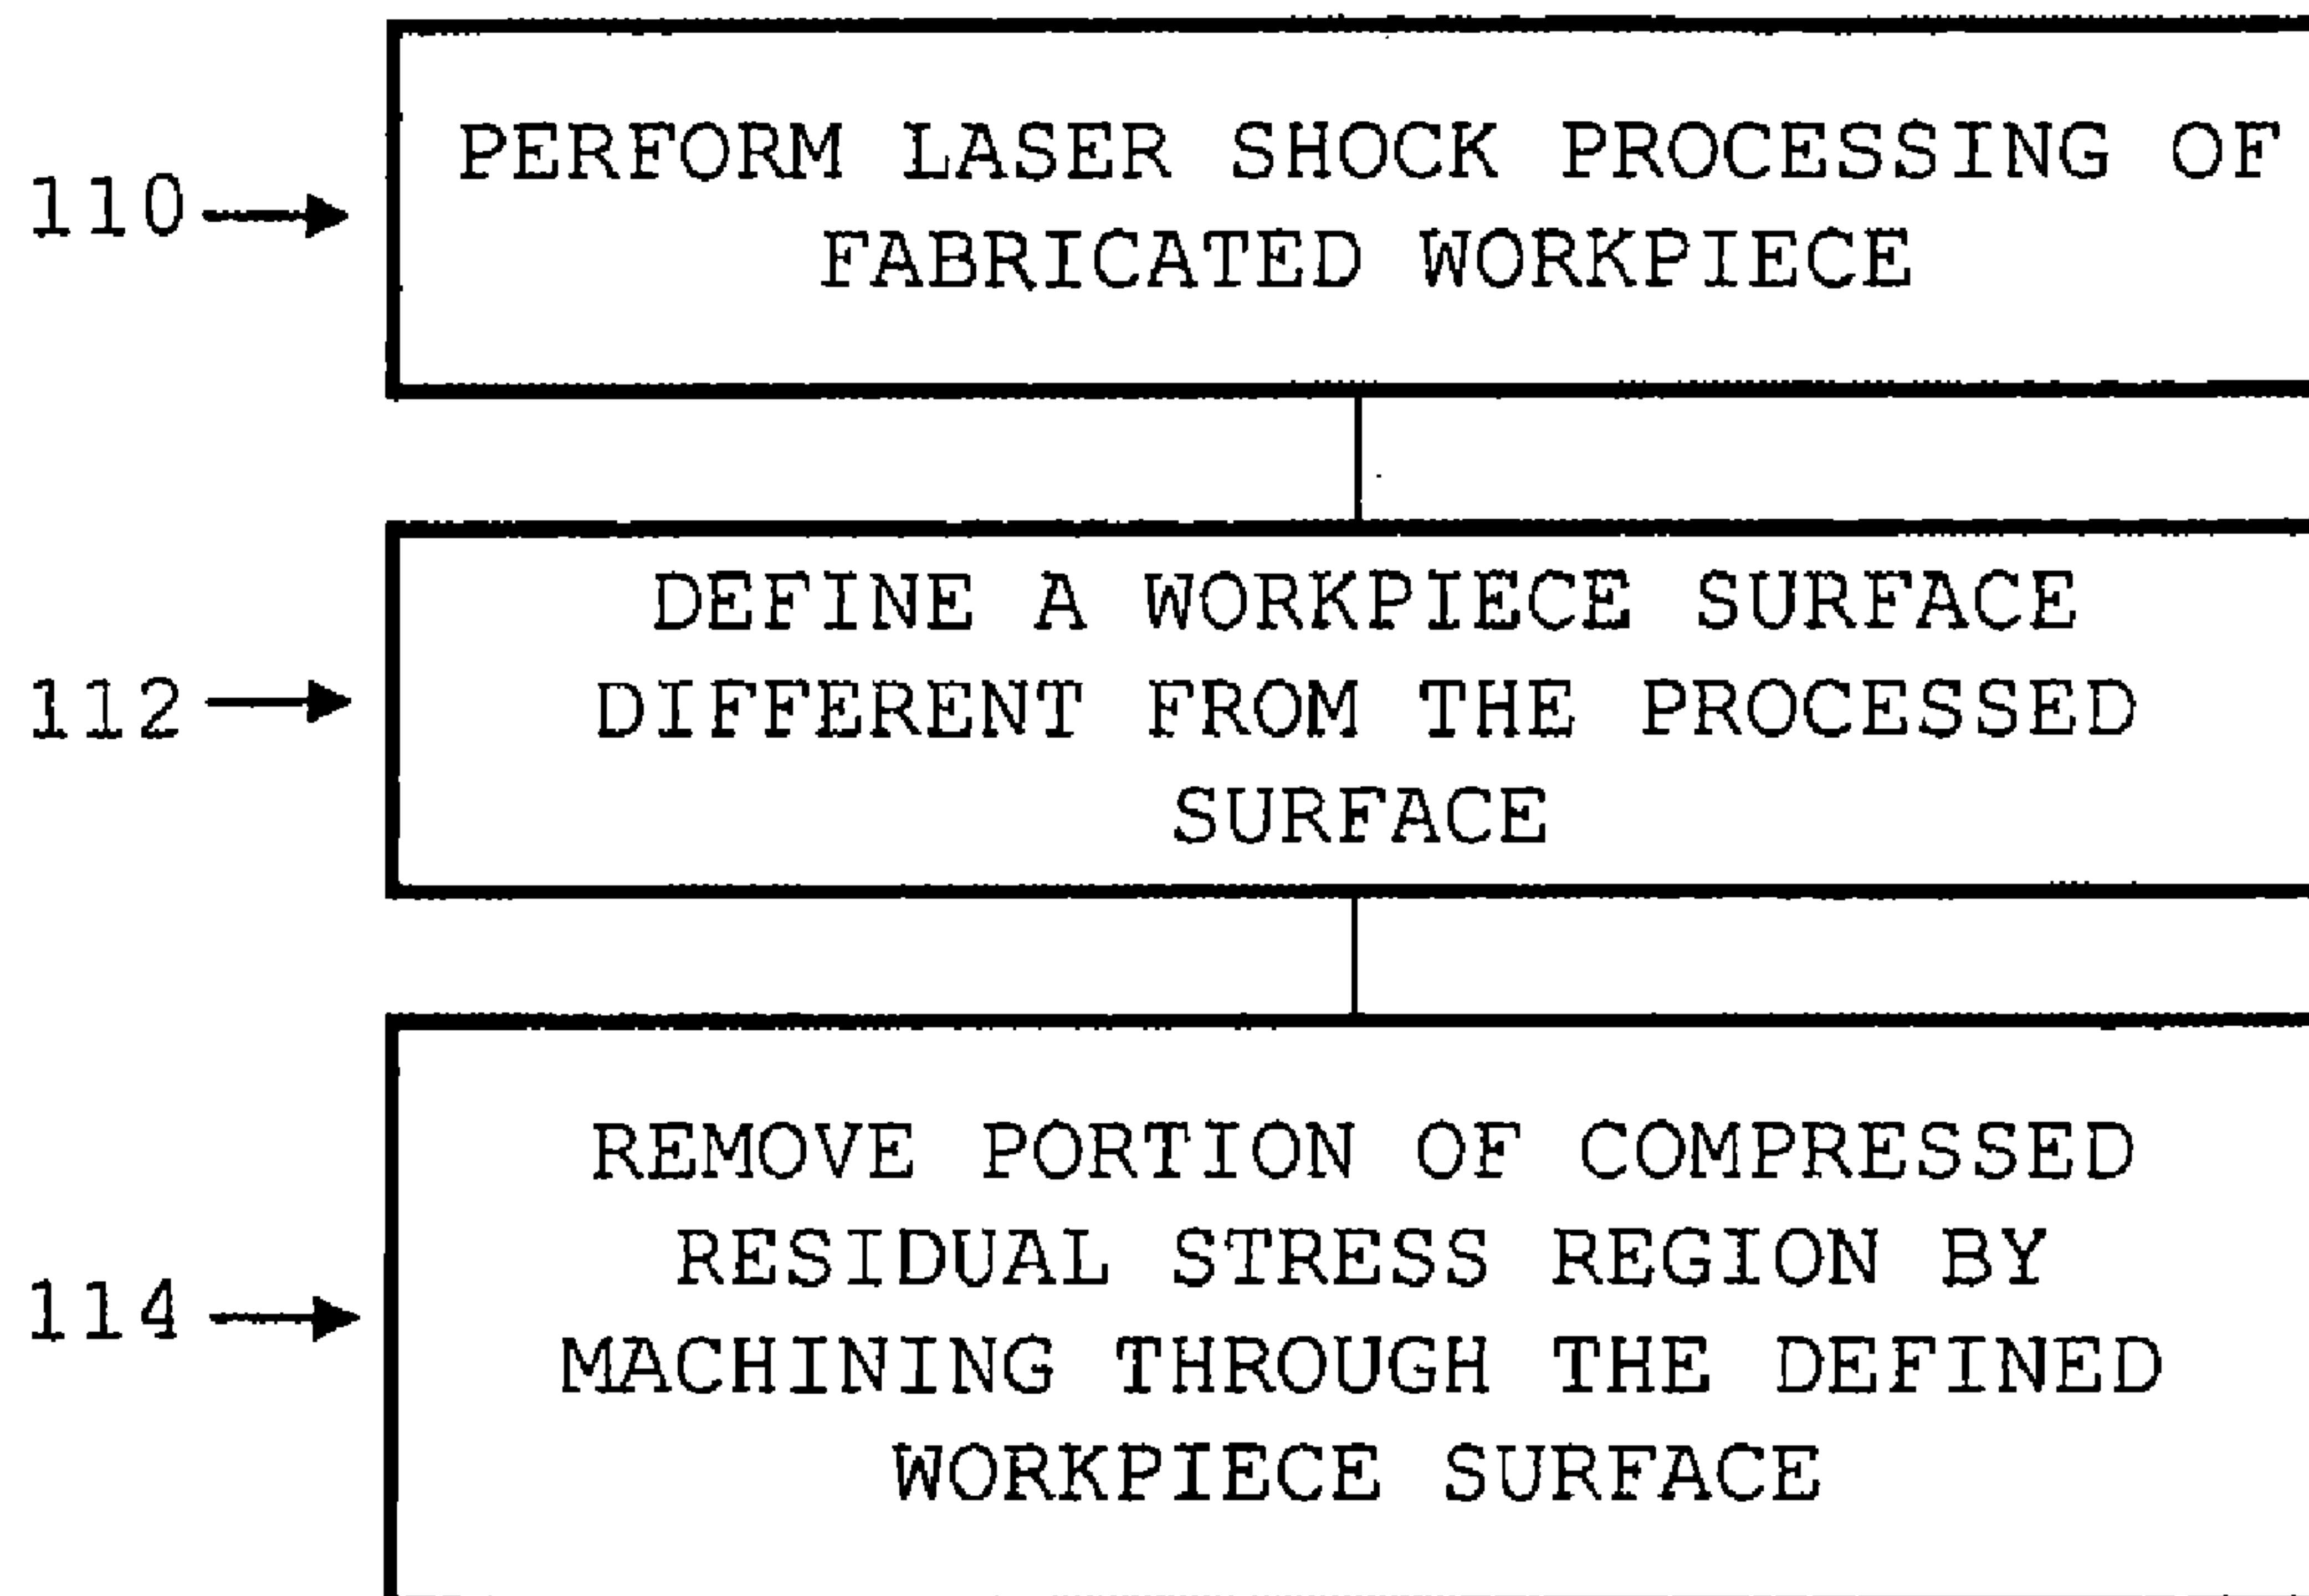 110
PERFORM LASER SHOCK PROCESSING OF
FABRICATED WORKPIECE
112
DEFINE A WORKPIECE SURFACE
DIFFERENT FROM THE PROCESSED
SURFACE
114
REMOVE PORTION OF COMPRESSED
RESIDUAL STRESS REGION BY
MACHINING THROUGH THE DEFINED
WORKPIECE SURFACE